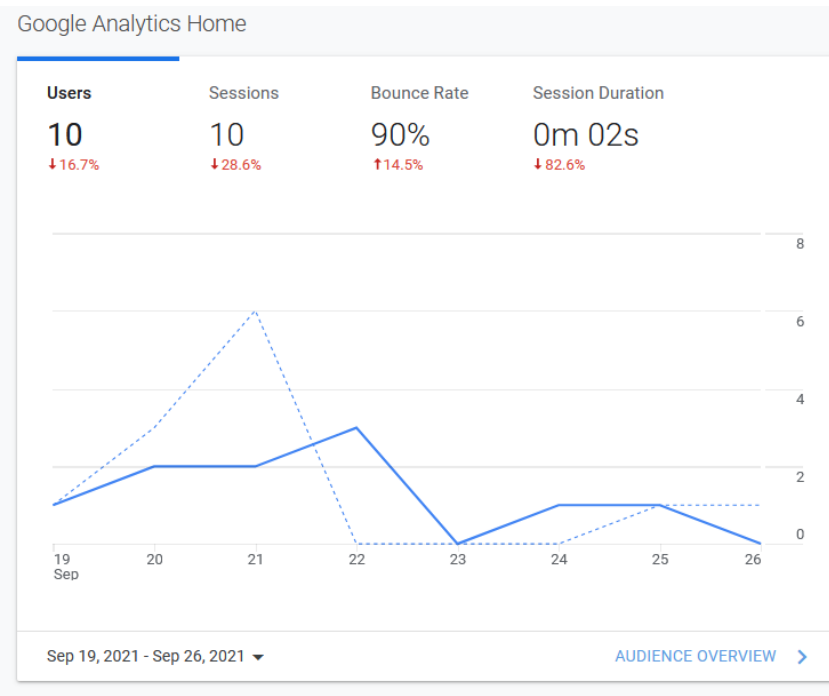 Google Analytics Home
Users Sessions Bounce Rate Session Duration
10 10 90% 0m 02s
↓16.7% ↓28.6% ↑14.5% ↓82.6%
8
6
4
2
0
19 20 21 22 23 24 25 26
Sep
Sep 19, 2021 - Sep 26, 2021 AUDIENCE OVERVIEW